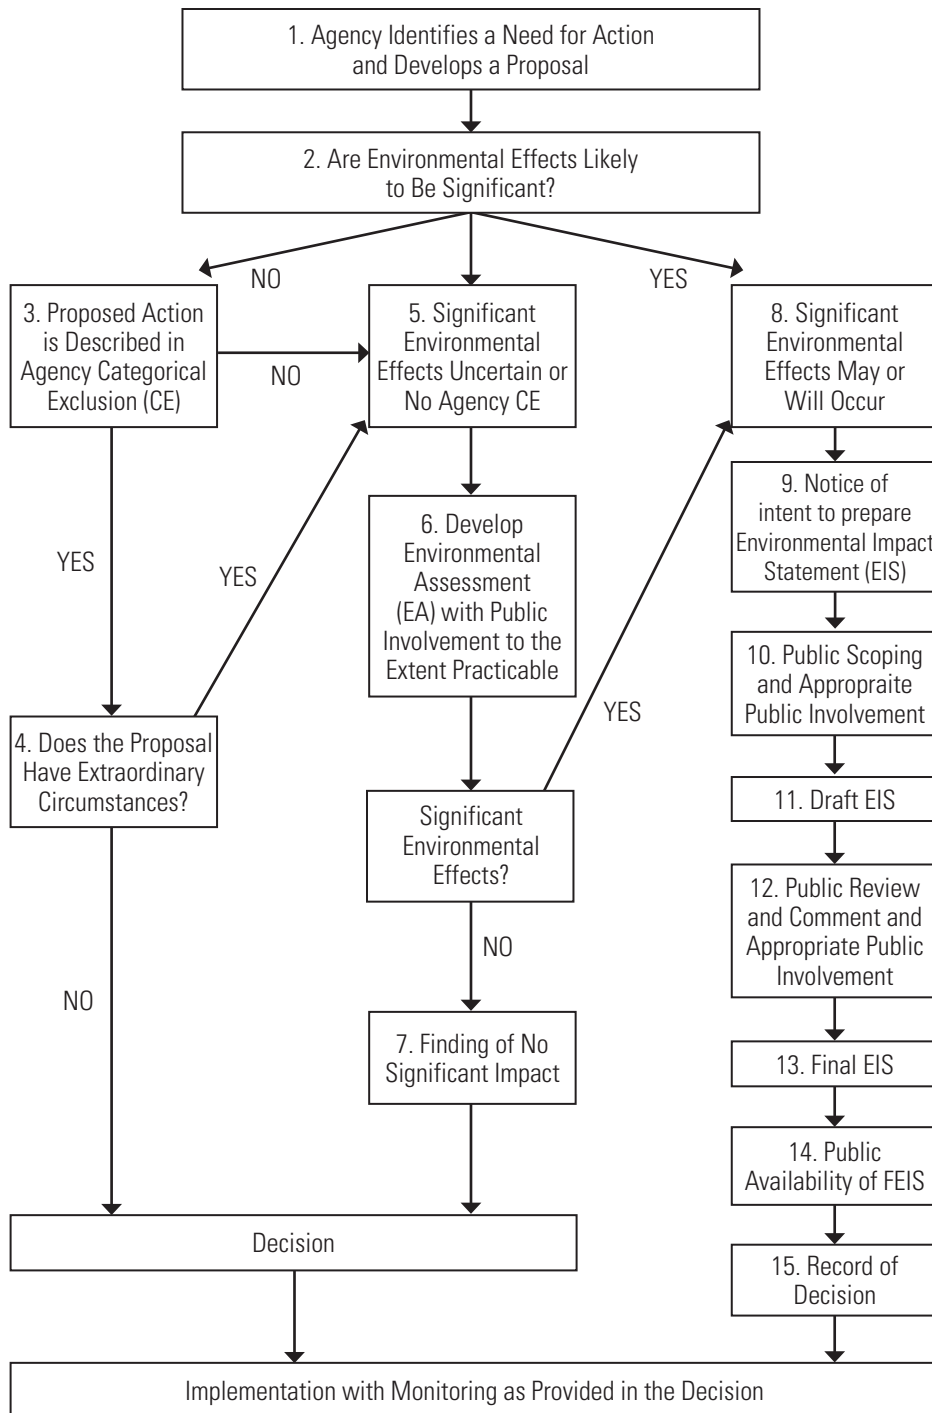 1. Agency Identifies a Need for Action
and Develops a Proposal
2. Are Environmental Effects Likely
to Be Significant?
NO
YES
3. Proposed Action
is Described in
Agency Categorical
Exclusion (CE)
NO
5. Significant
Environmental
Effects Uncertain or
No Agency CE
8. Significant
Environmental
Effects May or
Will Occur
YES
YES
6. Develop
Environmental
Assessment
(EA) with Public
Involvement to the
Extent Practicable
9. Notice of
intent to prepare
Environmental Impact
Statement (EIS)
10. Public Scoping
and Appropraite
Public Involvement
YES
4. Does the Proposal
Have Extraordinary
Circumstances?
Significant
Environmental
Effects?
11. Draft EIS
12. Public Review
and Comment and
Appropriate Public
Involvement
NO
NO
7. Finding of No
Significant Impact
13. Final EIS
14. Public
Availability of FEIS
Decision
15. Record of
Decision
Implementation with Monitoring as Provided in the Decision